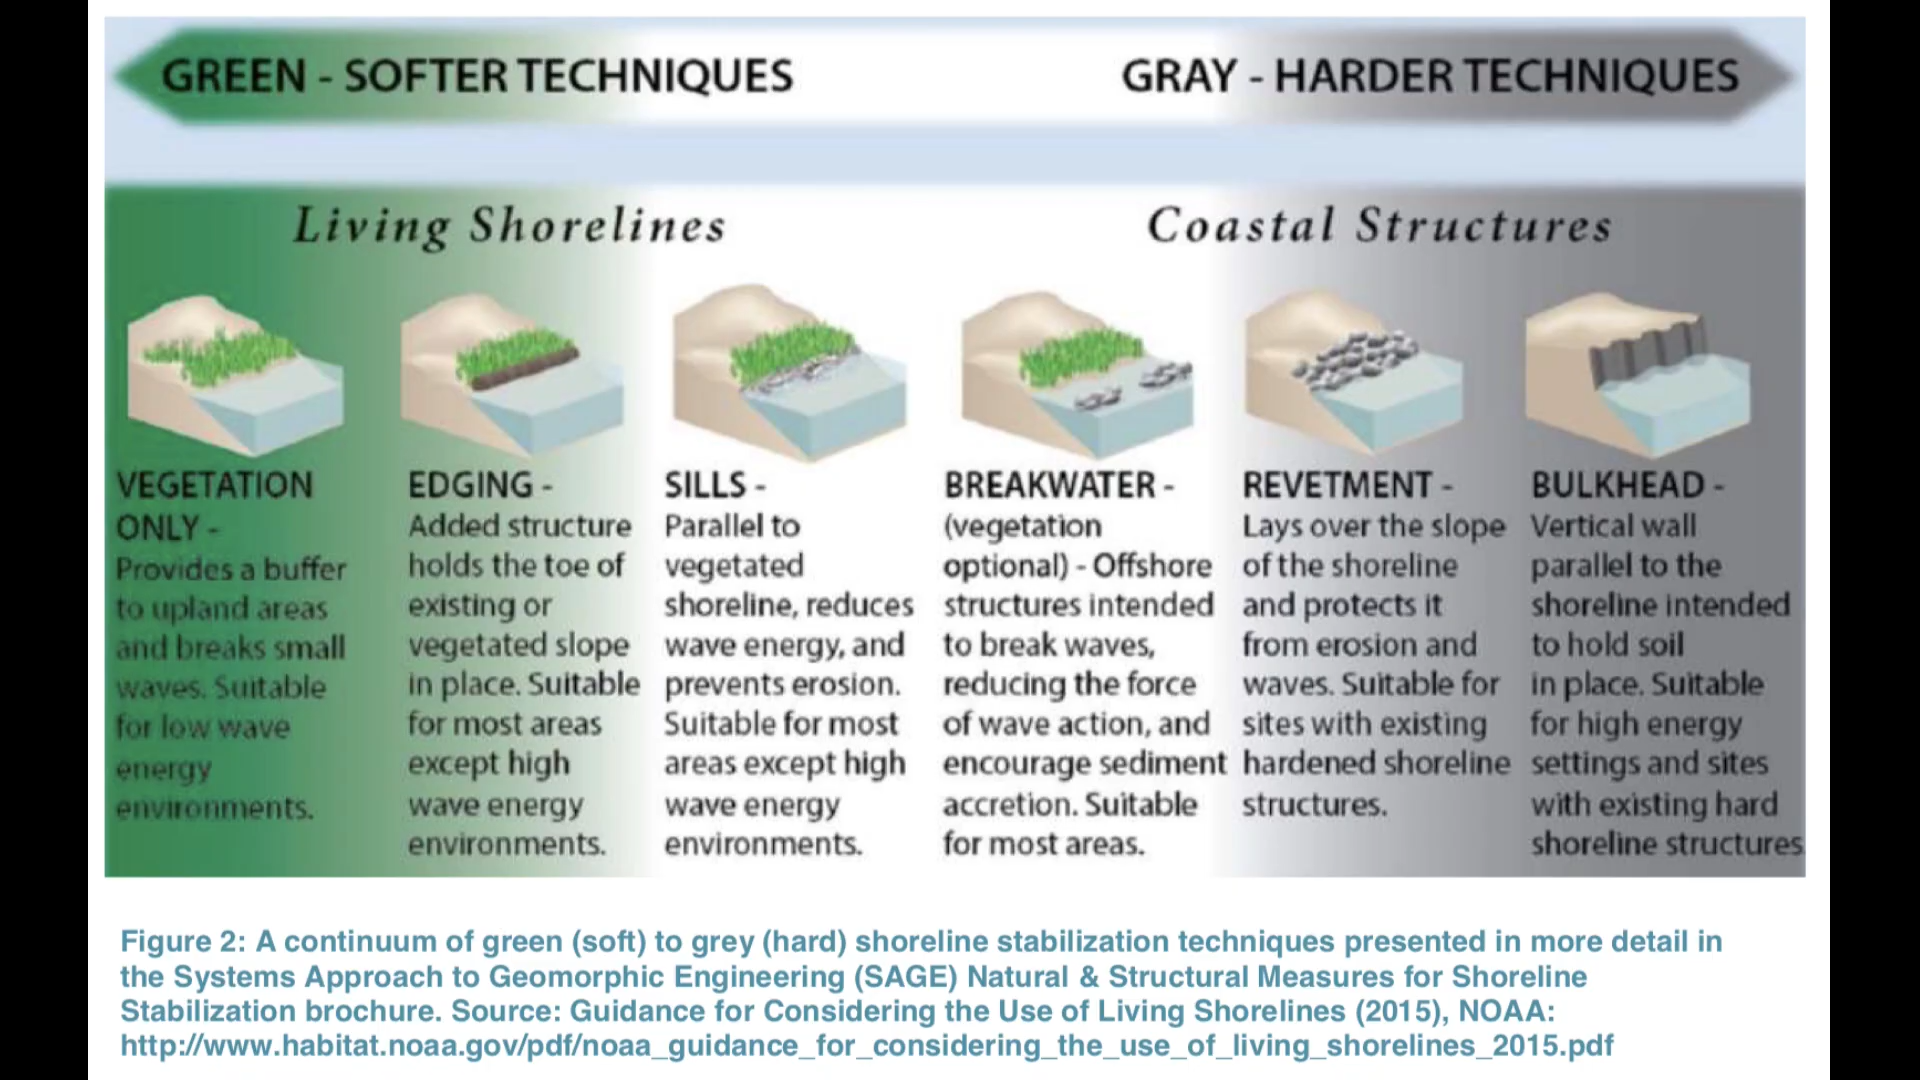 GREEN - SOFTER TECHNIQUES
GRAY - HARDER TECHNIQUES
Living Shorelines
Coastal Structures
VEGETATION
ONLY -
Provides a buffer
to upland areas
and breaks small
waves. Suitable
for low wave
energy
environments.
EDGING -
Added structure
holds the toe of
existing or
vegetated slope
in place. Suitable
for most areas
except high
wave energy
environments.
SILLS -
Parallel to
vegetated
shoreline, reduces
wave energy, and
prevents erosion.
Suitable for most
areas except high
wave energy
environments.
BREAKWATER -
(vegetation
optional) - Offshore
structures intended
to break waves,
reducing the force
of wave action, and
encourage sediment
accretion. Suitable
for most areas.
REVETMENT -
Lays over the slope
of the shoreline
and protects it
from erosion and
waves. Suitable for
sites with existing
hardened shoreline
structures.
BULKHEAD -
Vertical wall
parallel to the
shoreline intended
to hold soil
in place. Suitable
for high energy
settings and sites
with existing hard
shoreline structures
Figure 2: A continuum of green (soft) to grey (hard) shoreline stabilization techniques presented in more detail in
the Systems Approach to Geomorphic Engineering (SAGE) Natural & Structural Measures for Shoreline
Stabilization brochure. Source: Guidance for Considering the Use of Living Shorelines (2015), NOAA:
http://www.habitat.noaa.gov/pdf/noaa_guidance_for_considering_the_use_of_living_shorelines_2015.pdf